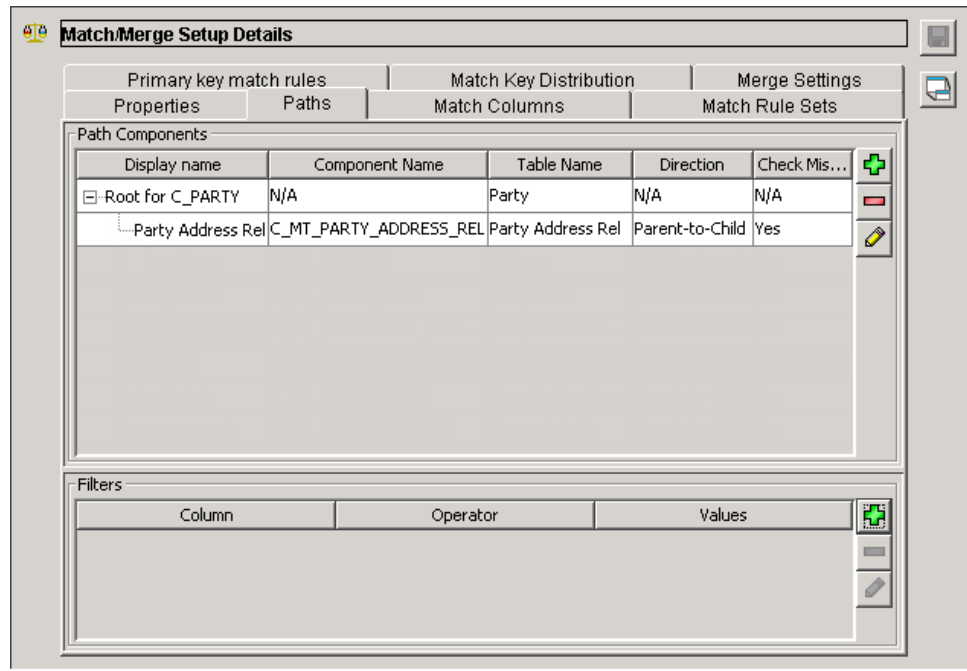 Match/Merge Setup Details
Primary key match rules Match Key Distribution Merge Settings
Properties Paths Match Columns Match Rule Sets
Path Components
Display name Component Name Table Name Direction Check Mis...
Root for C_PARTY N/A Party N/A N/A
Party Address Rel C_MT_PARTY_ADDRESS_REL Party Address Rel Parent-to-Child Yes
Filters
Column Operator Values